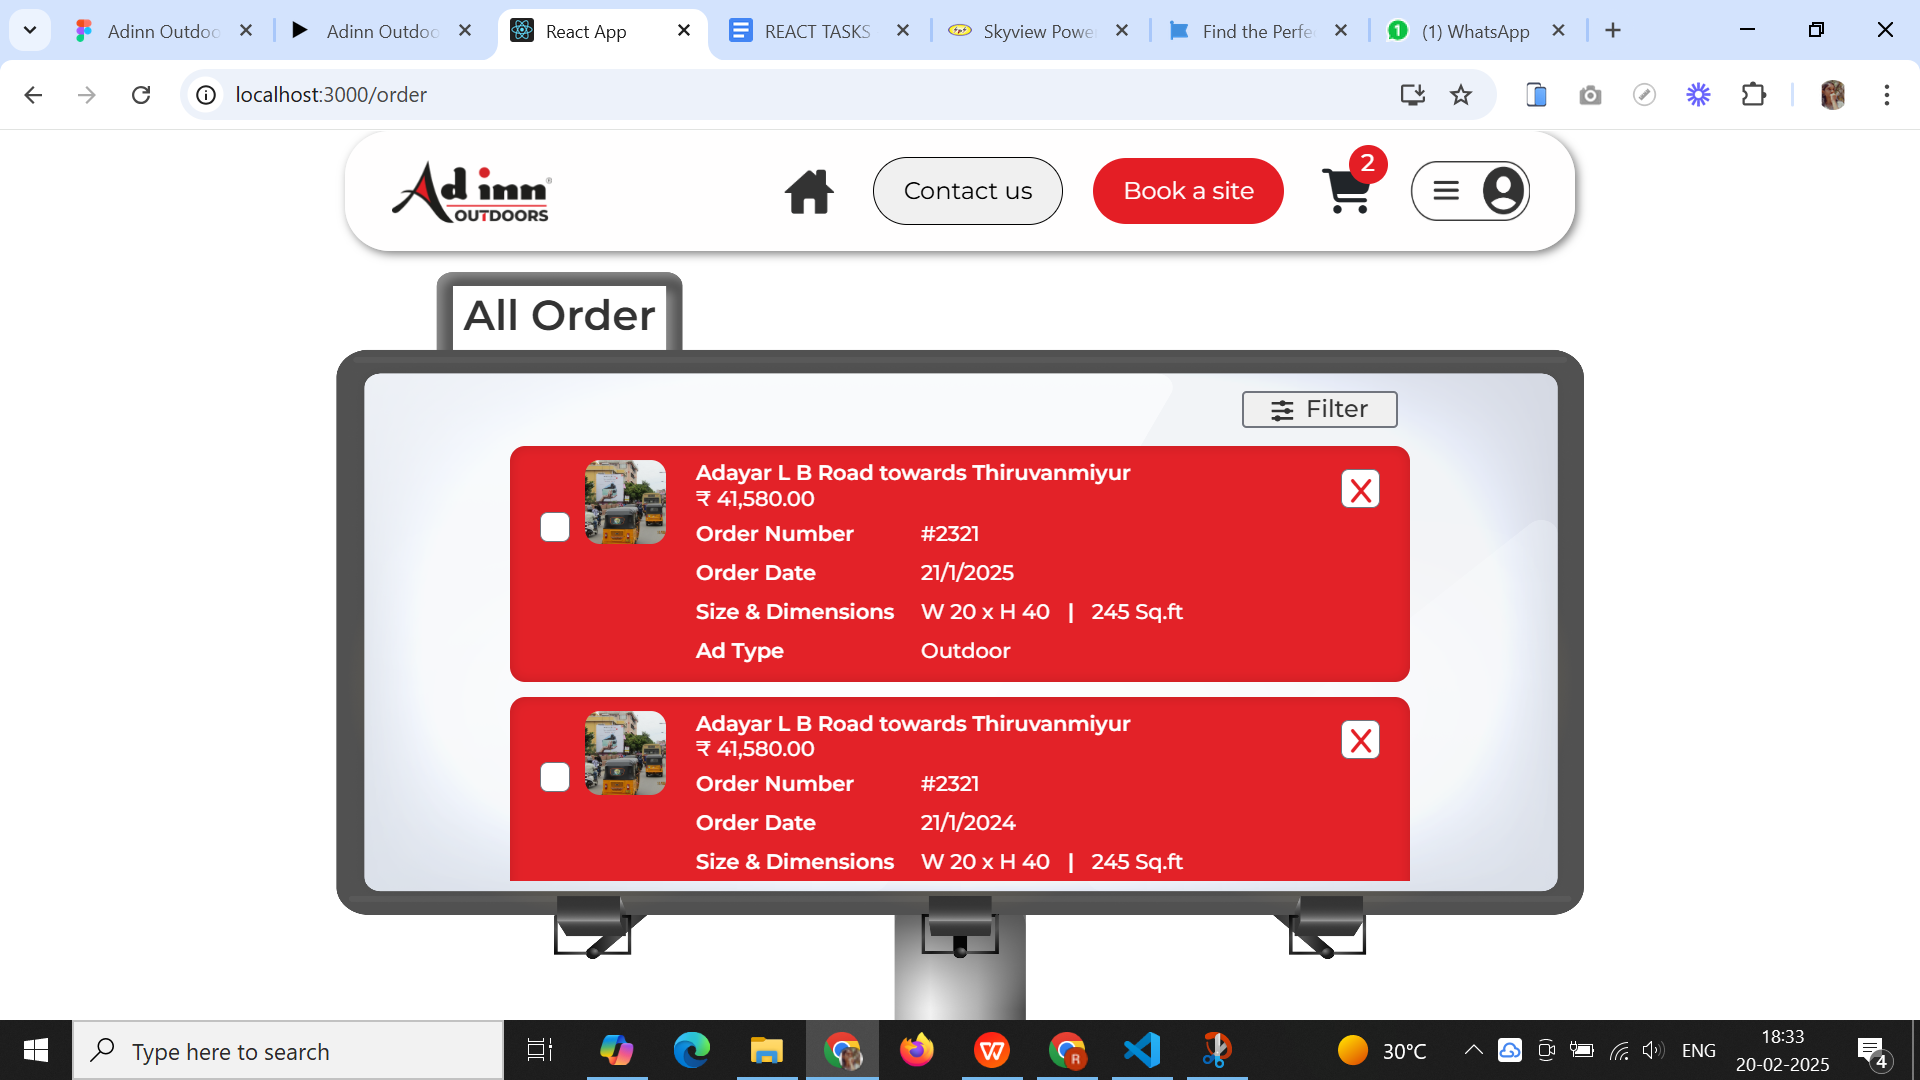 Adinn Outdoo
Adinn Outdoo
React App
REACT TASKS
Skyview Powe
Find the Perfe
1
(1) WhatsApp
localhost:3000/order
Ad inn®
OUTDOORS
Contact us
Book a site
2
All Order
Filter
Adayar L B Road towards Thiruvanmiyur
₹ 41,580.00
X
Order Number #2321
Order Date 21/1/2025
Size & Dimensions W 20 x H 40 | 245 Sq.ft
Ad Type Outdoor
Adayar L B Road towards Thiruvanmiyur
₹ 41,580.00
X
Order Number #2321
Order Date 21/1/2024
Size & Dimensions W 20 x H 40 | 245 Sq.ft
Type here to search
W
R
30°C
ENG
18:33
20-02-2025
4